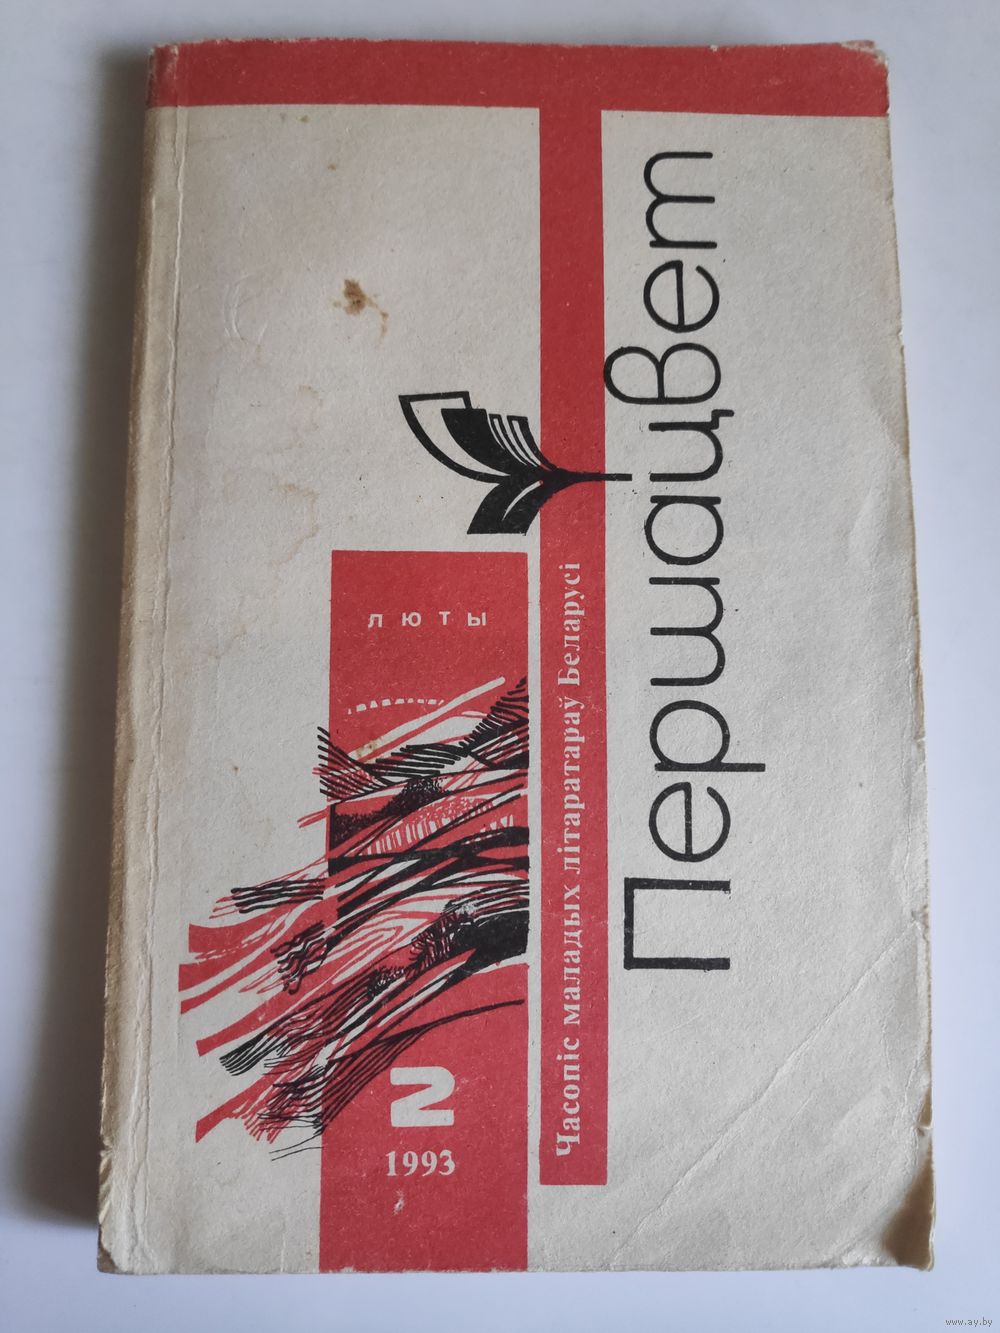 Першацвет
Часопіс маладых літаратараў Беларусі
ЛЮТЫ
2
1993
www.ay.by